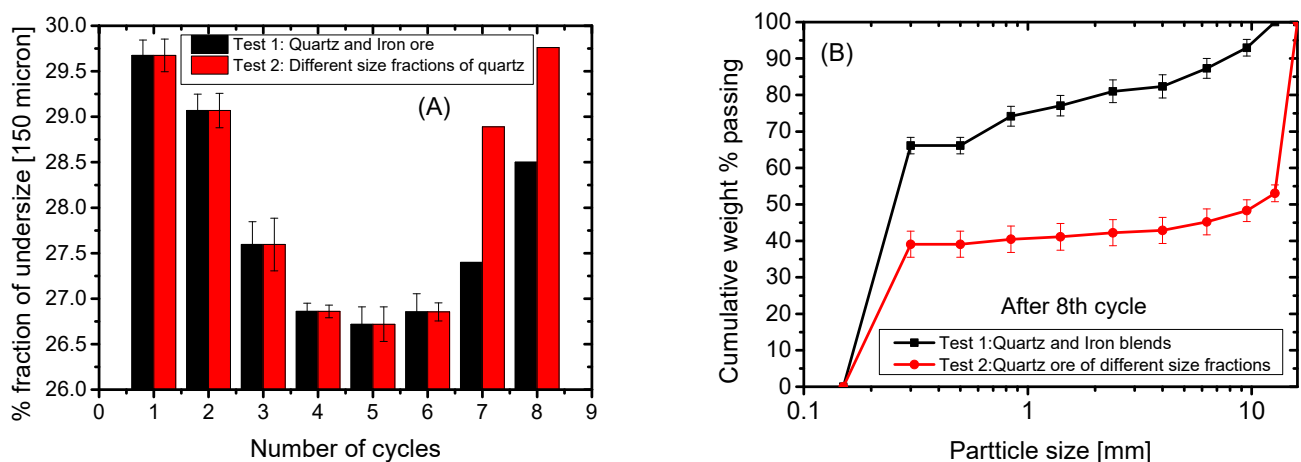 % fraction of undersize [150 micron]
30.0
29.5
29.0
28.5
28.0
27.5
27.0
26.5
26.0
Test 1: Quartz and Iron ore
Test 2: Different size fractions of quartz
(A)
0 1 2 3 4 5 6 7 8 9
Number of cycles
Cumulative weight % passing
100
90
80
70
60
50
40
30
20
10
0
(B)
After 8th cycle
Test 1:Quartz and Iron blends
Test 2:Quartz ore of different size fractions
0.1 1 10
Partticle size [mm]